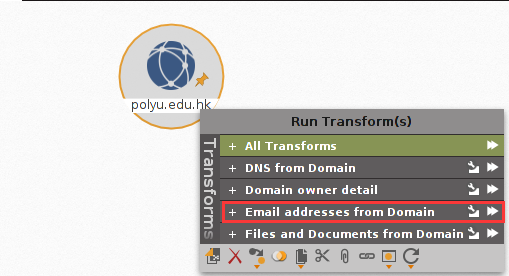 polyu.edu.hk
Run Transform(s)
Transforms
+ All Transforms
+ DNS from Domain
+ Domain owner detail
+ Email addresses from Domain
+ Files and Documents from Domain